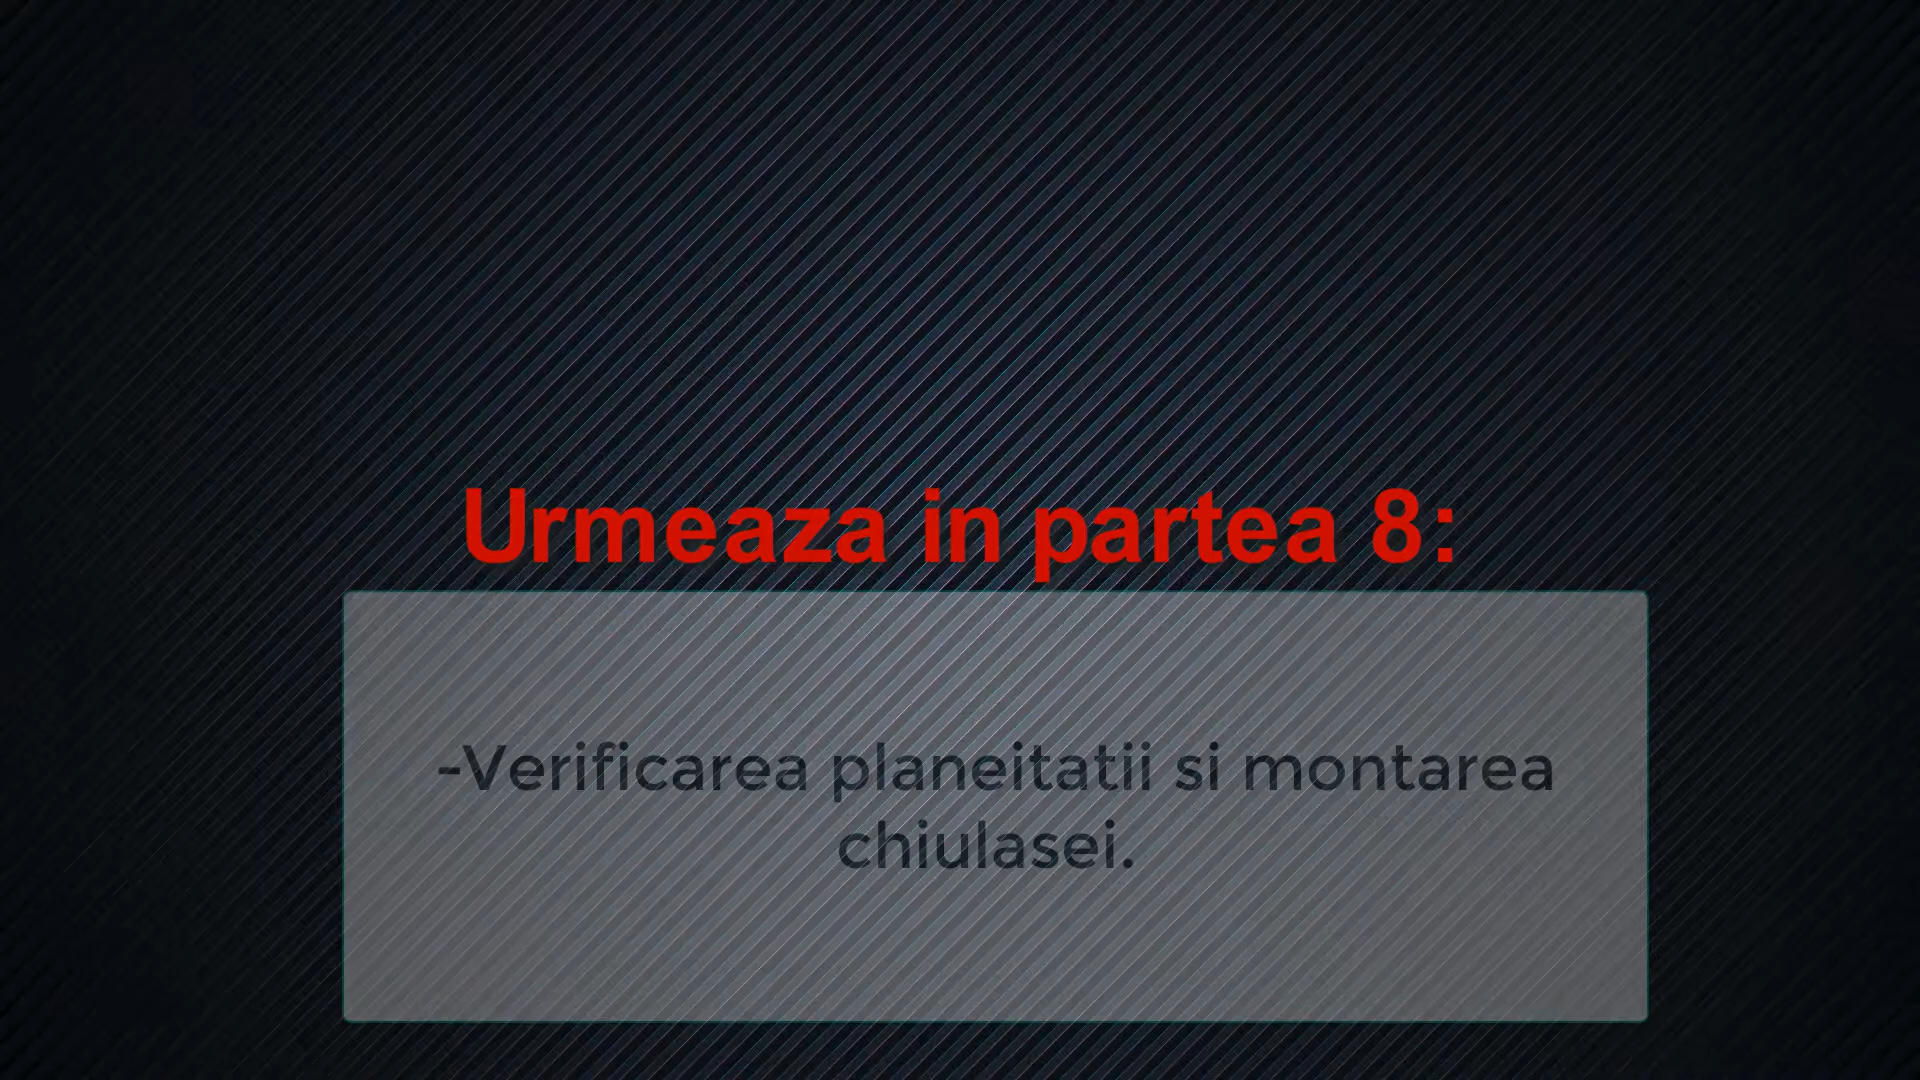 Urmeaza in partea 8:
-Verificarea planeitatii si montarea
chiulasei.